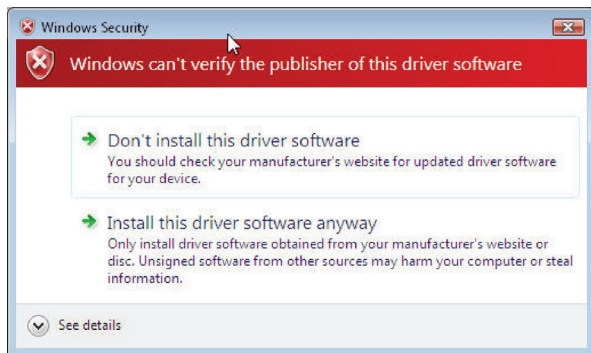 Windows Security
Windows can't verify the publisher of this driver software
Don't install this driver software
You should check your manufacturer's website for updated driver software
for your device.
Install this driver software anyway
Only install driver software obtained from your manufacturer's website or
disc. Unsigned software from other sources may harm your computer or steal
information.
See details